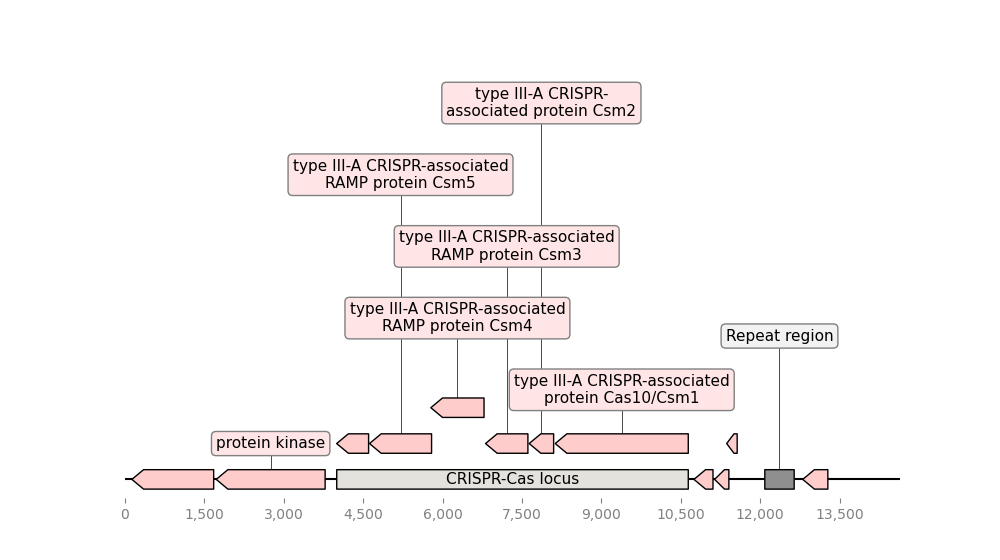 type III-A CRISPR-
associated protein Csm2
type III-A CRISPR-associated
RAMP protein Csm5
type III-A CRISPR-associated
RAMP protein Csm3
type III-A CRISPR-associated
RAMP protein Csm4
Repeat region
type III-A CRISPR-associated
protein Cas10/Csm1
protein kinase
CRISPR-Cas locus
0 1,500 3,000 4,500 6,000 7,500 9,000 10,500 12,000 13,500